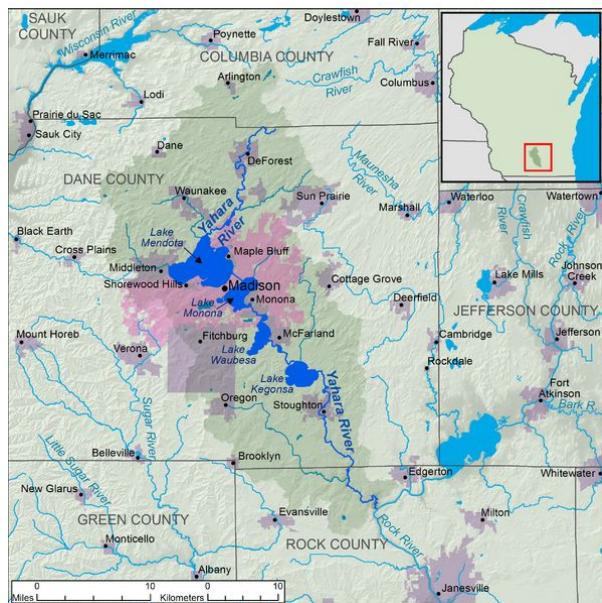 SAUK
COUNTY
Wisconsin River
Merrimac
Poynette
Doylestown
Fall River
COLUMBIA COUNTY
Arlington
Crawfish
River
Columbus
Lodi
Prairie du Sac
Sauk City
Dane
DeForest
Maunesha
River
DANE COUNTY
Waunakee
Sun Prairie
Marshall
Waterloo
Watertown
Crawfish
River
Rock River
Yahara
River
Black Earth
Cross Plains
Lake
Mendota
Maple Bluff
Middleton
Madison
Shorewood Hills
Lake
Monona
Monona
Cottage Grove
Deerfield
Lake Mills
Johnson
Creek
JEFFERSON COUNTY
Mount Horeb
Verona
Fitchburg
McFarland
Lake
Waubesa
Cambridge
Rockdale
Jefferson
Lake
Kegonsa
Fort
Atkinson
Bark R.
Sugar River
Oregon
Stoughton
Yahara River
Little Sugar River
Belleville
Brooklyn
Edgerton
Whitewater
New Glarus
GREEN COUNTY
Evansville
Milton
Monticello
ROCK COUNTY
Rock River
Albany
Janesville
0 10 0 10
Miles Kilometers